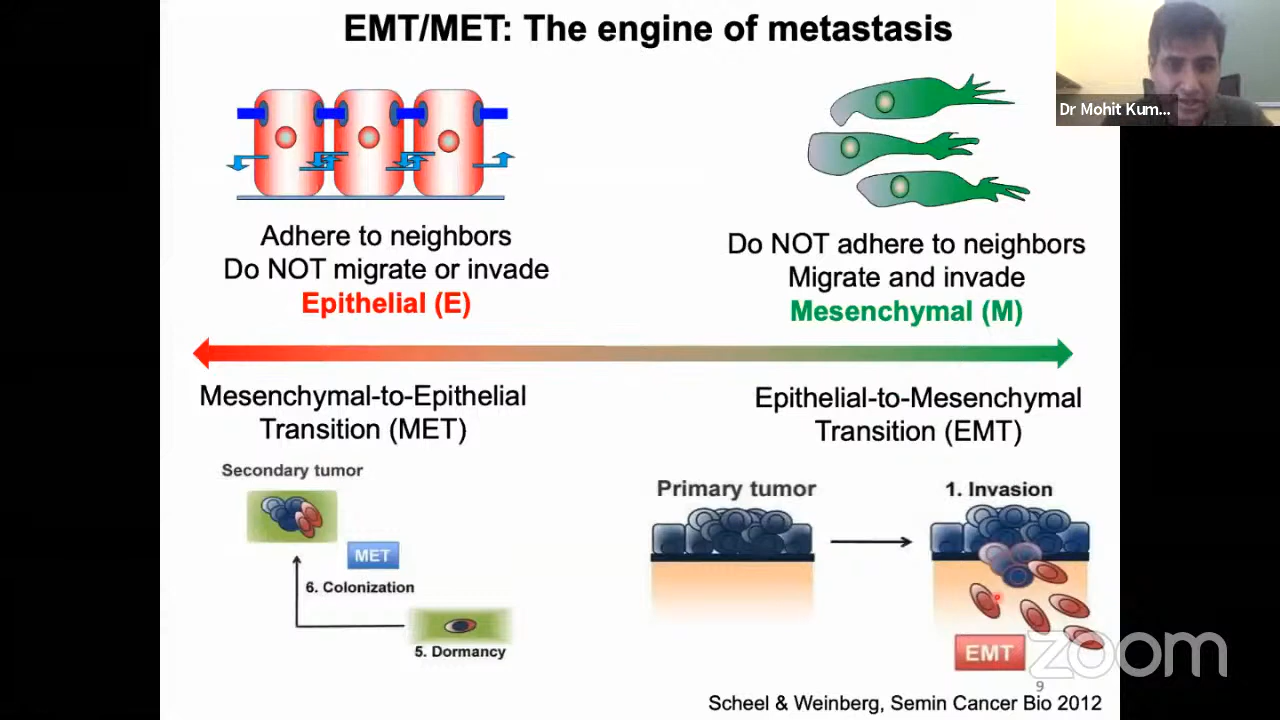 EMT/MET: The engine of metastasis
Dr Mohit Kum...
Adhere to neighbors
Do NOT migrate or invade
Epithelial (E)
Do NOT adhere to neighbors
Migrate and invade
Mesenchymal (M)
Mesenchymal-to-Epithelial
Transition (MET)
Epithelial-to-Mesenchymal
Transition (EMT)
Secondary tumor
MET
6. Colonization
5. Dormancy
Primary tumor
1. Invasion
EMT
zoom
9
Scheel & Weinberg, Semin Cancer Bio 2012